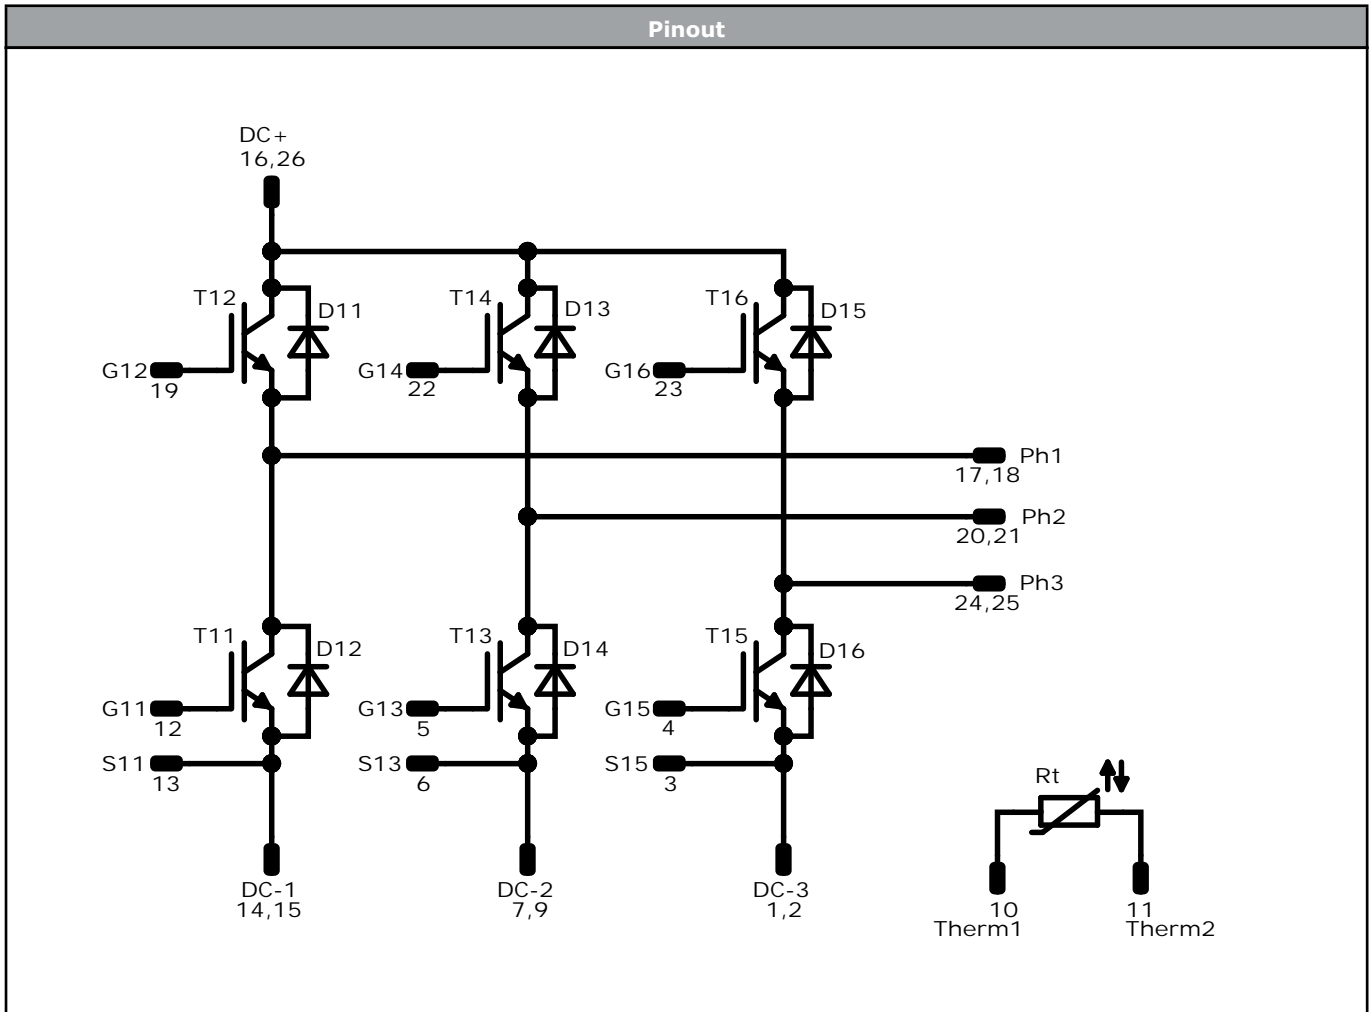 Pinout
DC+
16,26
T12
D11
T14
D13
T16
D15
G12
19
G14
22
G16
23
Ph1
17,18
Ph2
20,21
Ph3
24,25
T11
D12
T13
D14
T15
D16
G11
12
G13
5
G15
4
S11
13
S13
6
S15
3
Rt
DC-1
14,15
DC-2
7,9
DC-3
1,2
10
Therm1
11
Therm2